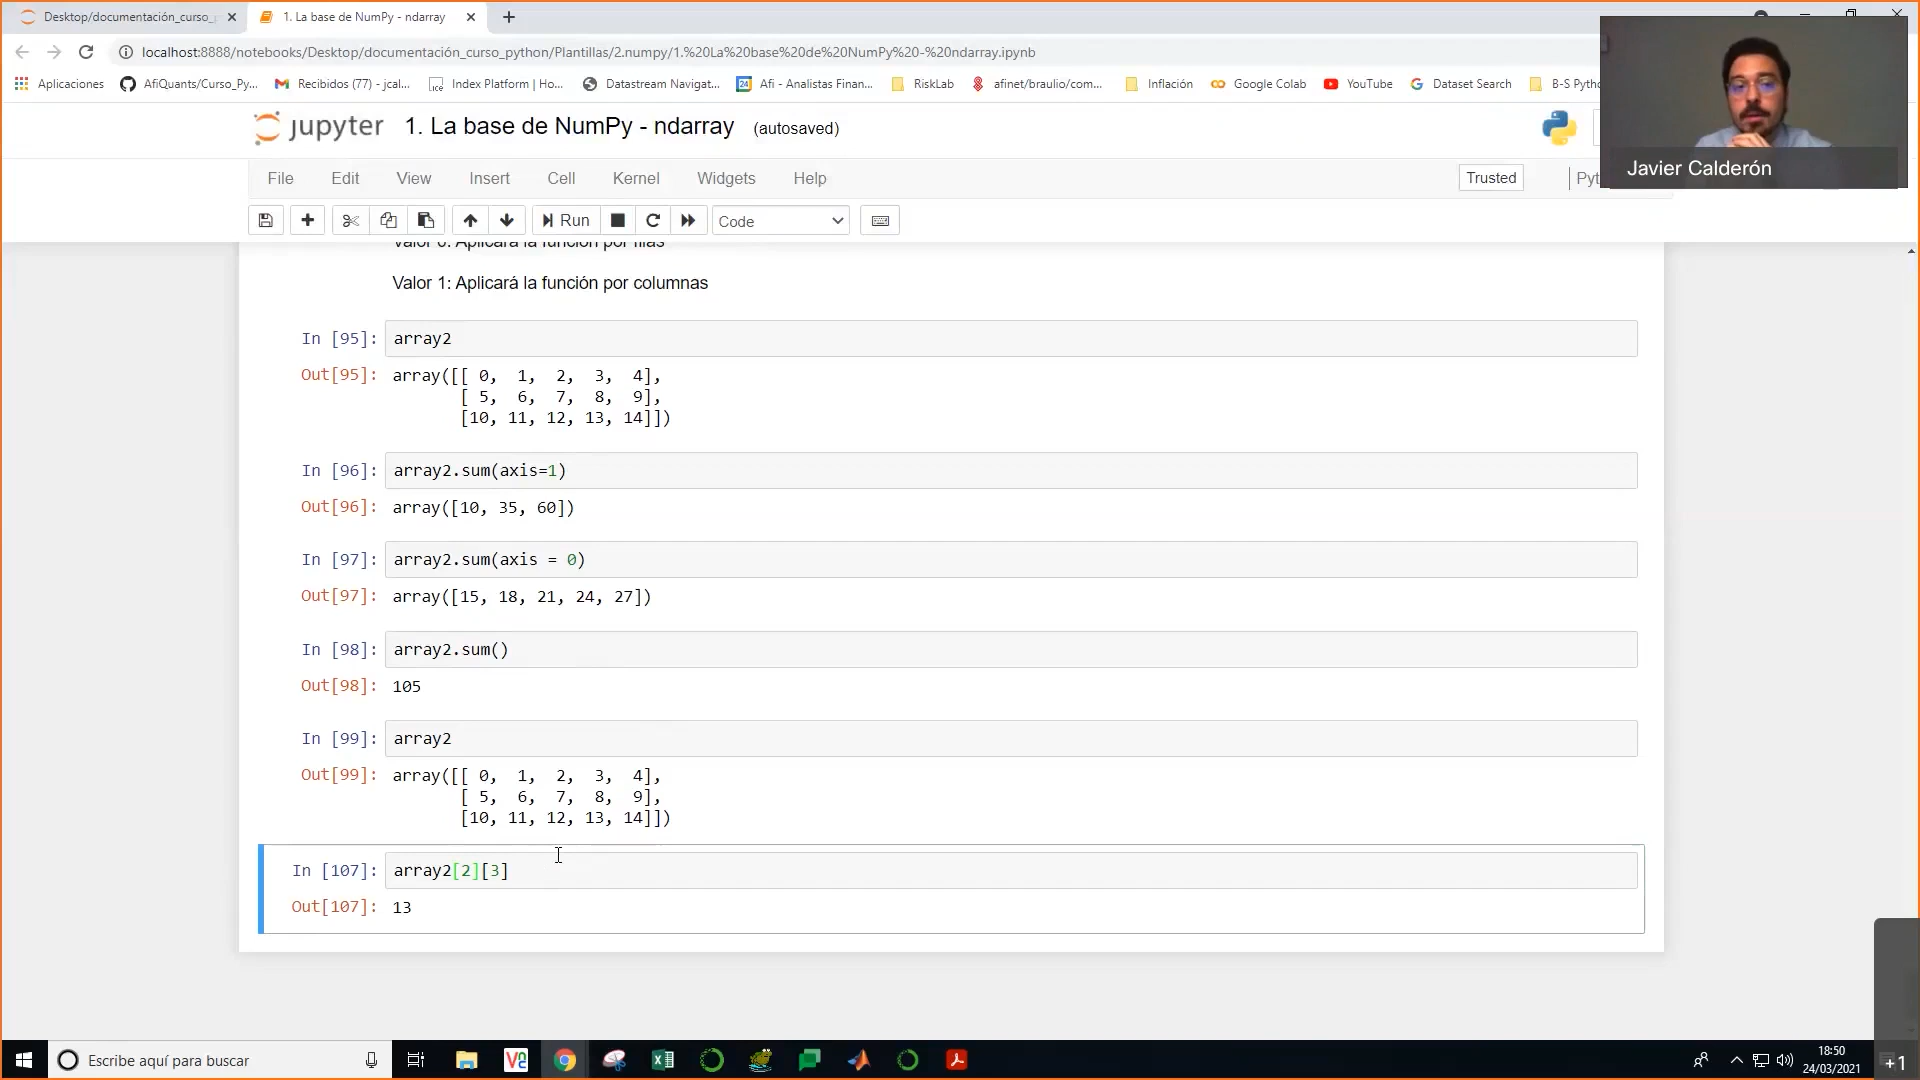 Desktop/documentación_curso_
1. La base de NumPy - ndarray
localhost:8888/notebooks/Desktop/documentación_curso_python/Plantillas/2.numpy/1.%20La%20base%20de%20NumPy%20-%20ndarray.ipynb
Aplicaciones
AfiQuants/Curso_Py...
Recibidos (77) - jcal...
Index Platform | Ho...
Datastream Navigat...
Afi - Analistas Finan...
RiskLab
afinet/braulio/com...
Inflación
Google Colab
YouTube
Dataset Search
B-S Pytho
Javier Calderón
jupyter 1. La base de NumPy - ndarray (autosaved)
File Edit View Insert Cell Kernel Widgets Help
Trusted
Pyt
Run
Code
Valor 0: Aplicará la función por filas
Valor 1: Aplicará la función por columnas
In [95]: array2
Out[95]: array([[ 0, 1, 2, 3, 4],
[ 5, 6, 7, 8, 9],
[10, 11, 12, 13, 14]])
In [96]: array2.sum(axis=1)
Out[96]: array([10, 35, 60])
In [97]: array2.sum(axis = 0)
Out[97]: array([15, 18, 21, 24, 27])
In [98]: array2.sum()
Out[98]: 105
In [99]: array2
Out[99]: array([[ 0, 1, 2, 3, 4],
[ 5, 6, 7, 8, 9],
[10, 11, 12, 13, 14]])
In [107]: array2[2][3]
Out[107]: 13
Escribe aquí para buscar
18:50
24/03/2021
+1